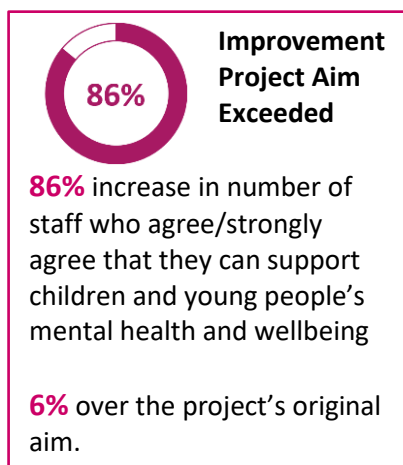 86%
Improvement
Project Aim
Exceeded
86% increase in number of
staff who agree/strongly
agree that they can support
children and young people’s
mental health and wellbeing
6% over the project’s original
aim.